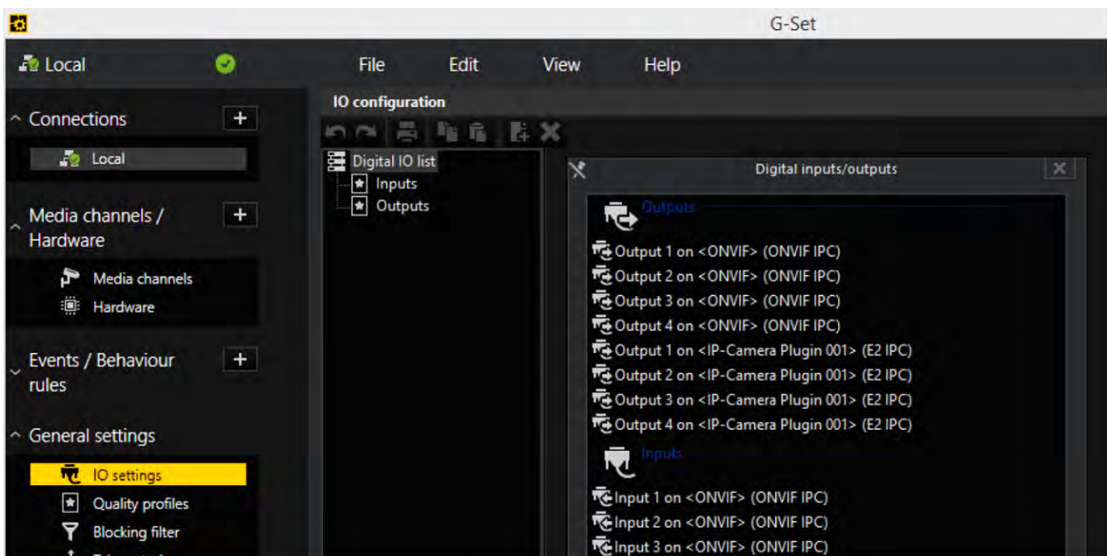 G-Set
Local
File Edit View Help
Connections
IO configuration
Local
Digital IO list
Inputs
Outputs
Digital inputs/outputs
Media channels /
Hardware
Media channels
Hardware
Events / Behaviour
rules
General settings
IO settings
Quality profiles
Blocking filter
Outputs
Output 1 on <ONVIF> (ONVIF IPC)
Output 2 on <ONVIF> (ONVIF IPC)
Output 3 on <ONVIF> (ONVIF IPC)
Output 4 on <ONVIF> (ONVIF IPC)
Output 1 on <IP-Camera Plugin 001> (E2 IPC)
Output 2 on <IP-Camera Plugin 001> (E2 IPC)
Output 3 on <IP-Camera Plugin 001> (E2 IPC)
Output 4 on <IP-Camera Plugin 001> (E2 IPC)
Inputs
Input 1 on <ONVIF> (ONVIF IPC)
Input 2 on <ONVIF> (ONVIF IPC)
Input 3 on <ONVIF> (ONVIF IPC)